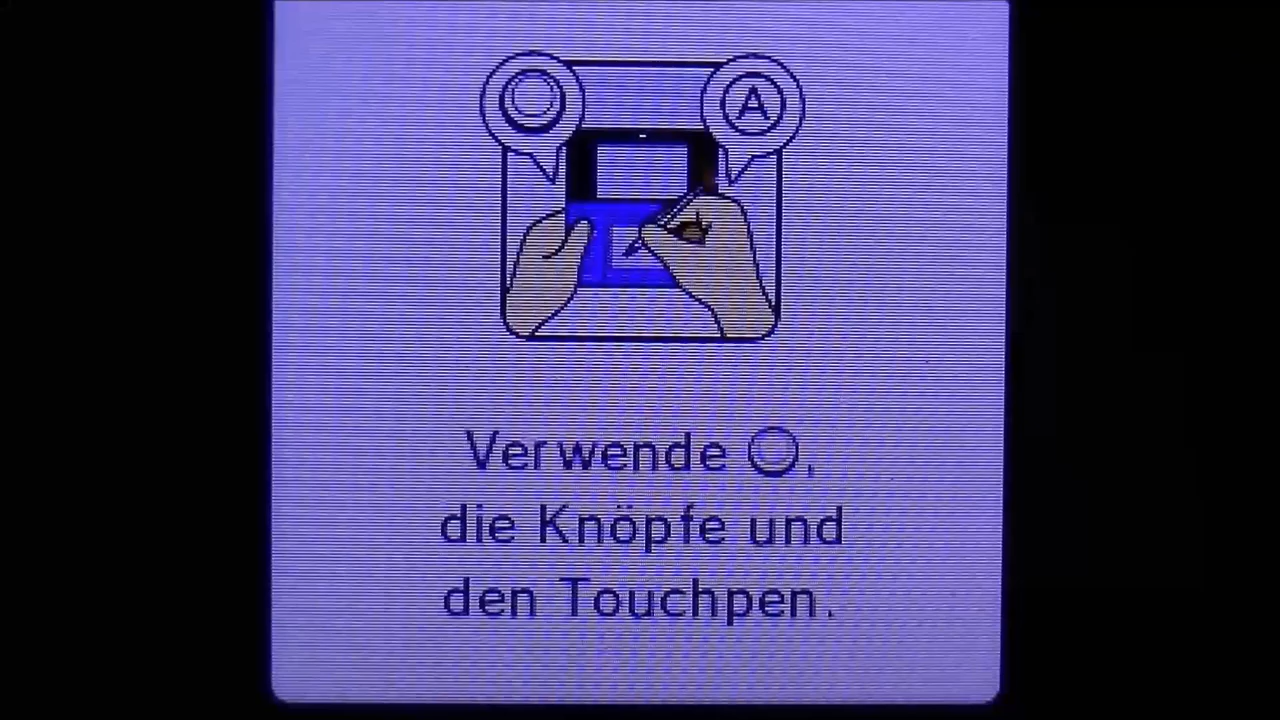 A
Verwende ◯,
die Knöpfe und
den Touchpen.